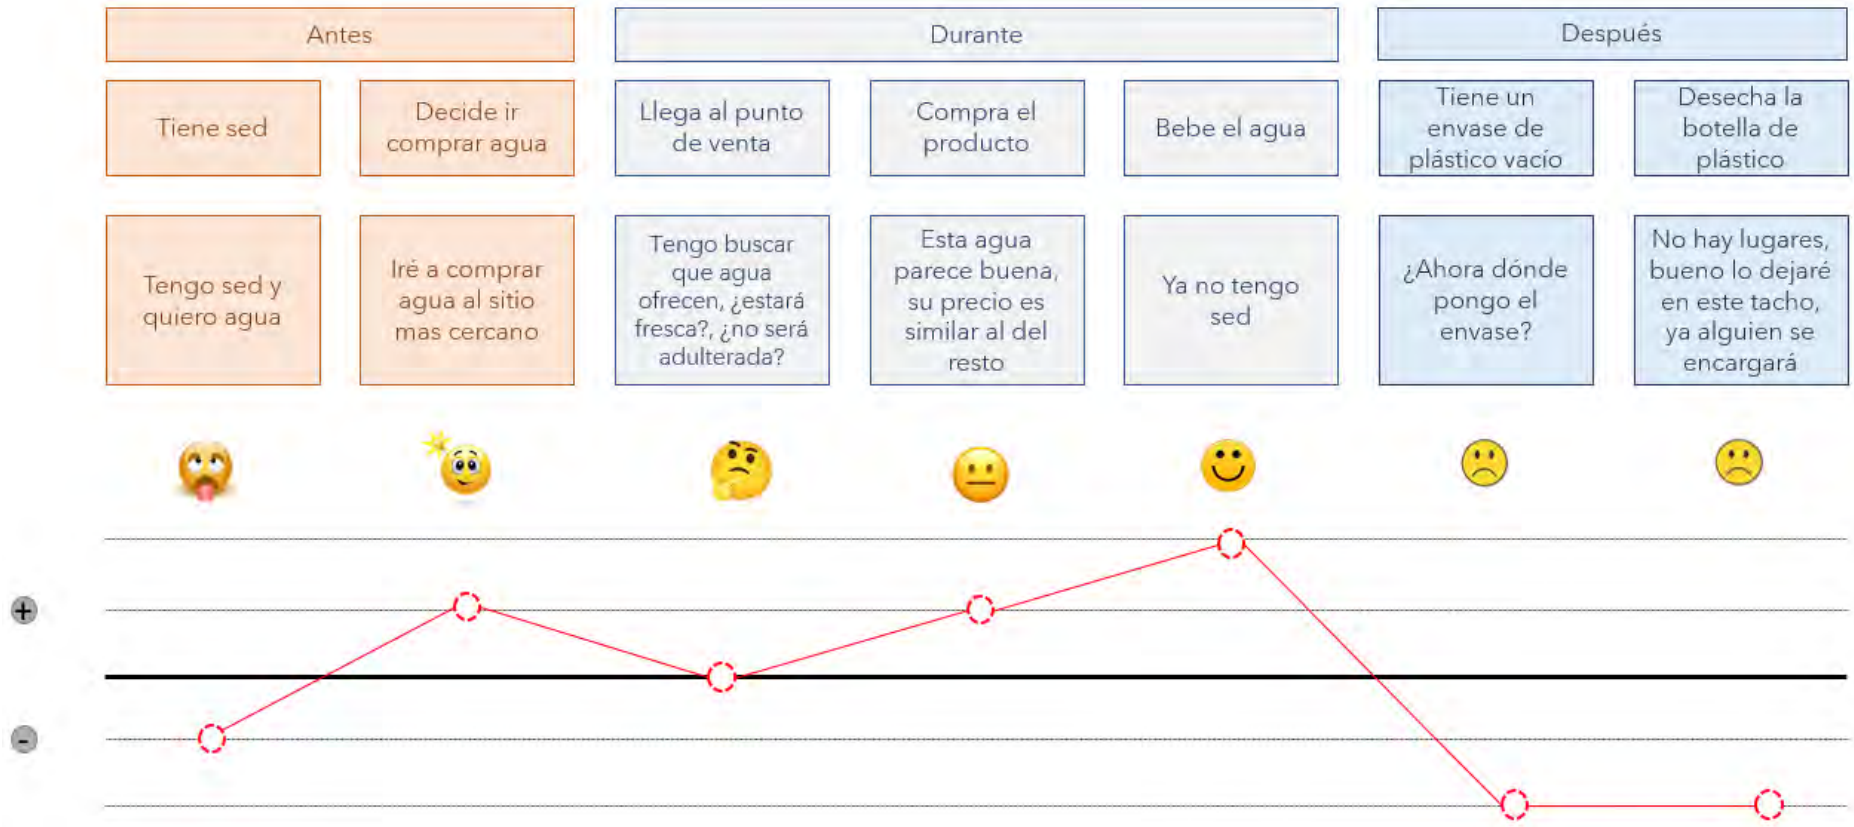 Antes
Durante
Después
Tiene sed
Decide ir
comprar agua
Llega al punto
de venta
Compra el
producto
Bebe el agua
Tiene un
envase de
plástico vacío
Desecha la
botella de
plástico
Tengo sed y
quiero agua
Iré a comprar
agua al sitio
mas cercano
Tengo buscar
que agua
ofrecen, ¿estará
fresca?, ¿no será
adulterada?
Esta agua
parece buena,
su precio es
similar al del
resto
Ya no tengo
sed
¿Ahora dónde
pongo el
envase?
No hay lugares,
bueno lo dejaré
en este tacho,
ya alguien se
encargará
+
-